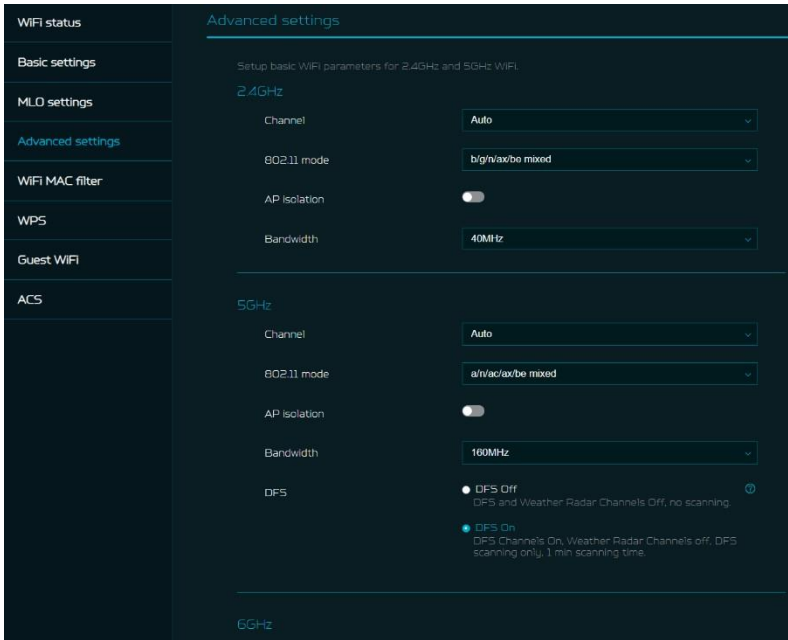 WiFi status
Basic settings
MLO settings
Advanced settings
WiFi MAC filter
WPS
Guest WiFi
ACS
Advanced settings
Setup basic WiFi parameters for 2.4GHz and 5GHz WiFi.
2.4GHz
Channel Auto
802.11 mode b/g/n/ax/be mixed
AP isolation
Bandwidth 40MHz
5GHz
Channel Auto
802.11 mode a/n/ac/ax/be mixed
AP isolation
Bandwidth 160MHz
DFS DFS Off ?
DFS and Weather Radar Channels Off, no scanning.
DFS On
DFS Channels On, Weather Radar Channels off, DFS
scanning only, 1 min scanning time.
6GHz